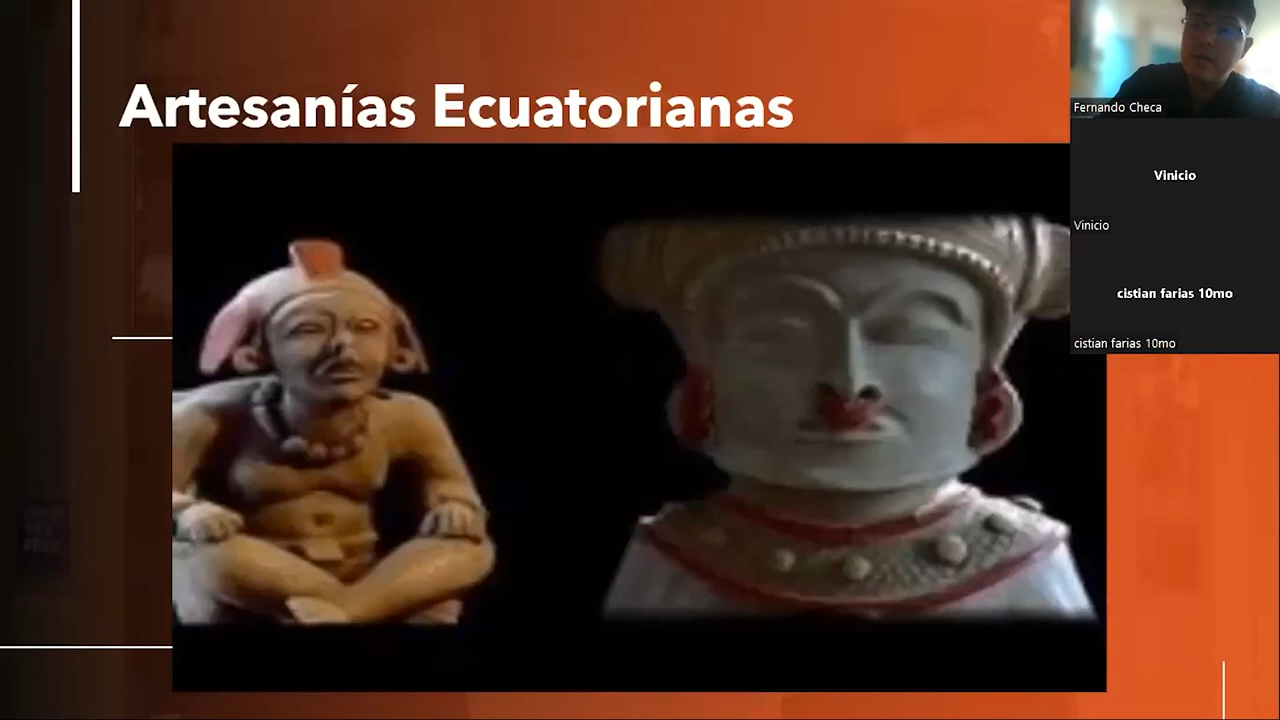 Artesanías Ecuatorianas
Fernando Checa
Vinicio
Vinicio
cistian farias 10mo
cistian farias 10mo